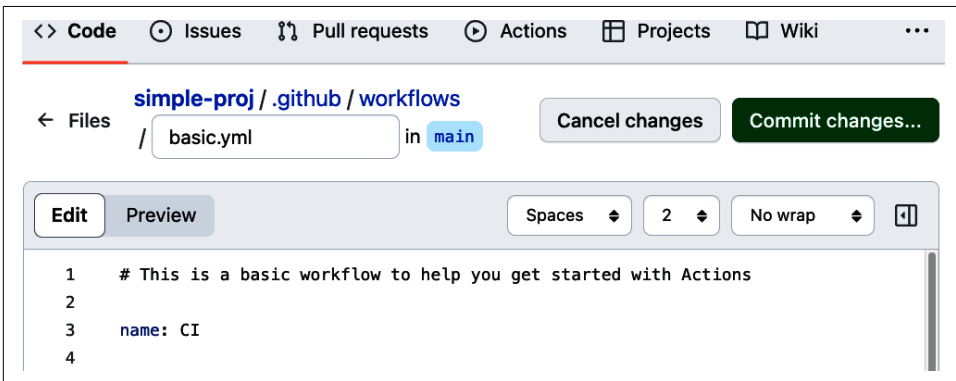 Code Issues Pull requests Actions Projects Wiki
simple-proj / .github / workflows
Files
/ basic.yml in main
Cancel changes Commit changes...
Edit Preview Spaces 2 No wrap
1 # This is a basic workflow to help you get started with Actions
2
3 name: CI
4